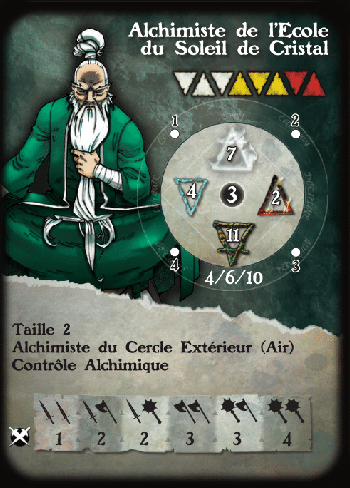 Alchimiste de l'Ecole
du Soleil de Cristal
1 2
7
4 3 2
11
4 3
4/6/10
Taille 2
Alchimiste du Cercle Extérieur (Air)
Contrôle Alchimique
1 2 2 3 3 4